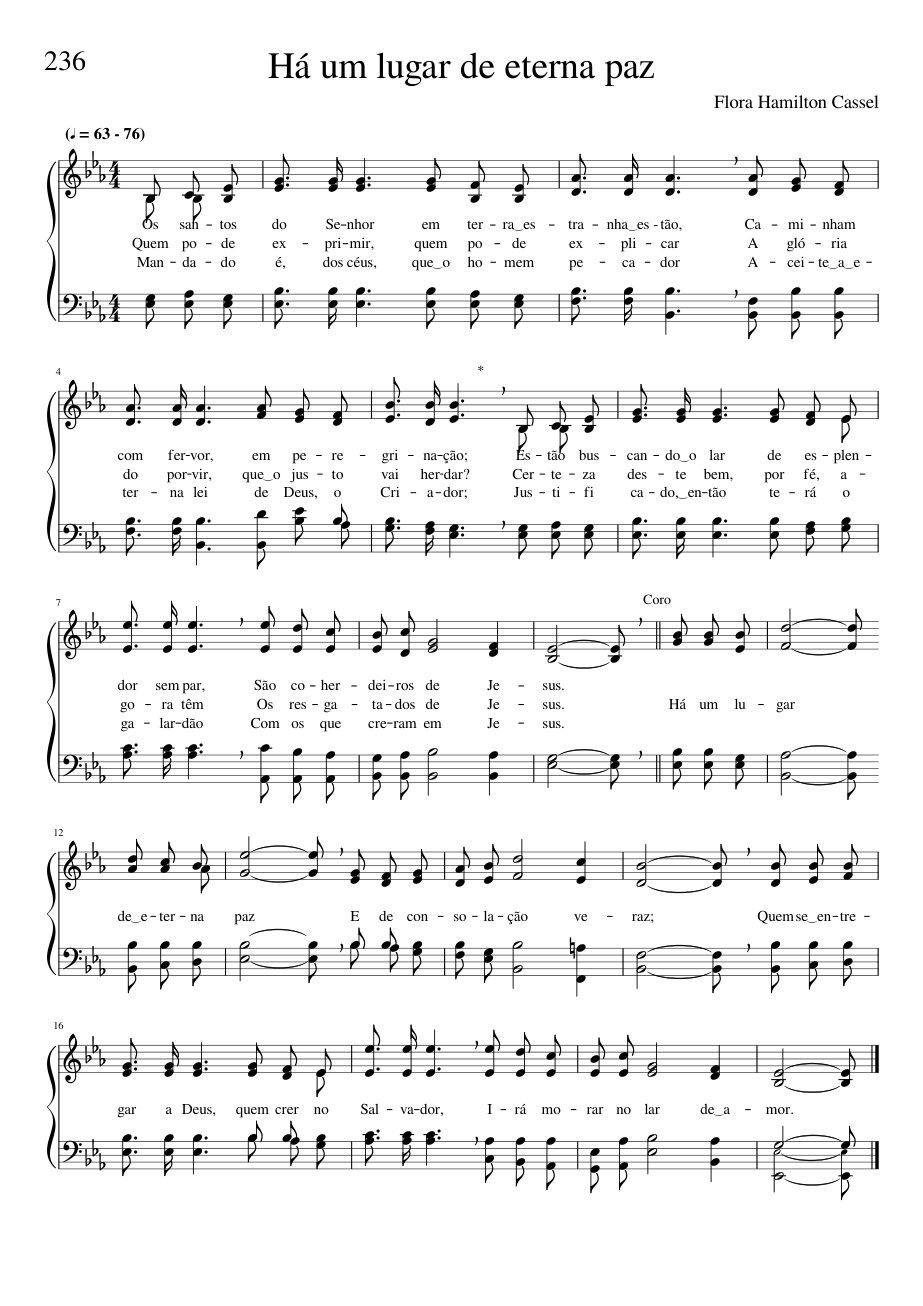 236
Há um lugar de eterna paz
Flora Hamilton Cassel
(♩ = 63 - 76)
Os san – tos do Se–nhor em ter – ra_es – tra – nha_es - tão, Ca – mi – nham
Quem po – de ex – pri–mir, quem po – de ex – pli – car A gló – ria
Man – da – do é, dos céus, que_o ho – mem pe – ca – dor A – cei – te_a_e –
4
*
com fer–vor, em pe – re – gri – na–ção; Es – tão bus – can – do_o lar de es – plen –
do por–vir, que_o jus – to vai her–dar? Cer – te – za des – te bem, por fé, a –
ter – na lei de Deus, o Cri – a – dor; Jus – ti – fi ca – do,_en–tão te – rá o
7
Coro
dor sem par, São co – her – dei–ros de Je – sus.
go – ra têm Os res – ga – ta – dos de Je – sus. Há um lu – gar
ga – lar–dão Com os que cre–ram em Je – sus.
12
de_e – ter – na paz E de con – so – la – ção ve – raz; Quem se_en – tre –
16
gar a Deus, quem crer no Sal – va – dor, I – rá mo – rar no lar de_a – mor.